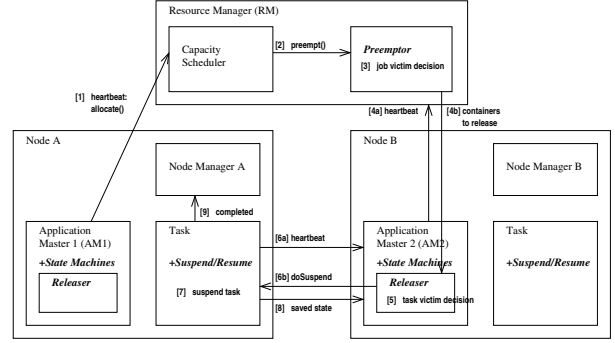 Resource Manager (RM)
Capacity
Scheduler
[2] preempt()
Preemptor
[3] job victim decision
[1] heartbeat:
allocate()
[4a] heartbeat
[4b] containers
to release
Node A
Node Manager A
[9] completed
Application
Master 1 (AM1)
+State Machines
Releaser
Task
+Suspend/Resume
[7] suspend task
[6a] heartbeat
[6b] doSuspend
[8] saved state
Node B
Node Manager B
Application
Master 2 (AM2)
+State Machines
Releaser
[5] task victim decision
Task
+Suspend/Resume